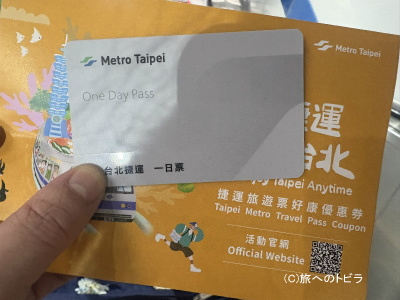 Metro Taipei
Metro Taipei
One Day Pass
台北捷運 一日票
捷運
台北
Taipei Anytime
捷運旅遊票好康優惠券
Taipei Metro Travel Pass Coupon
活動官網
Official Website
(C)旅へのトビラ